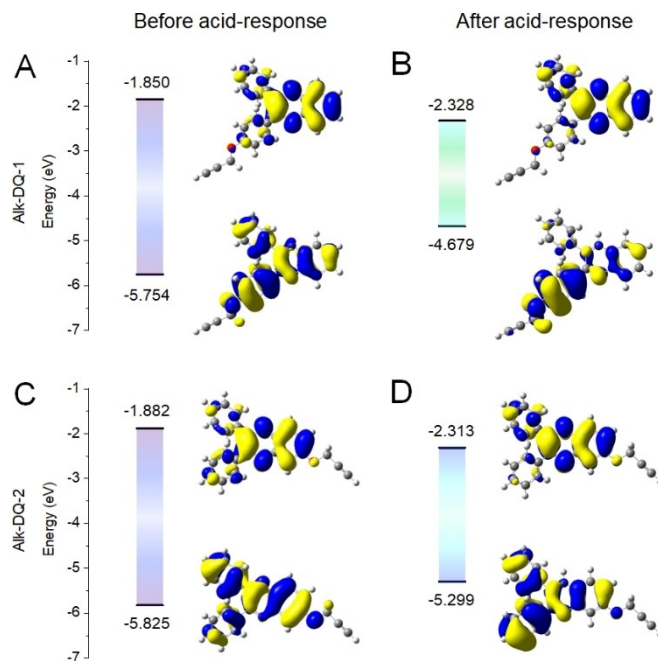 Before acid-response
After acid-response
A
B
Alk-DQ-1
Energy (eV)
-1
-2
-3
-4
-5
-6
-7
-1.850
-5.754
-2.328
-4.679
C
D
Alk-DQ-2
Energy (eV)
-1
-2
-3
-4
-5
-6
-7
-1.882
-5.825
-2.313
-5.299